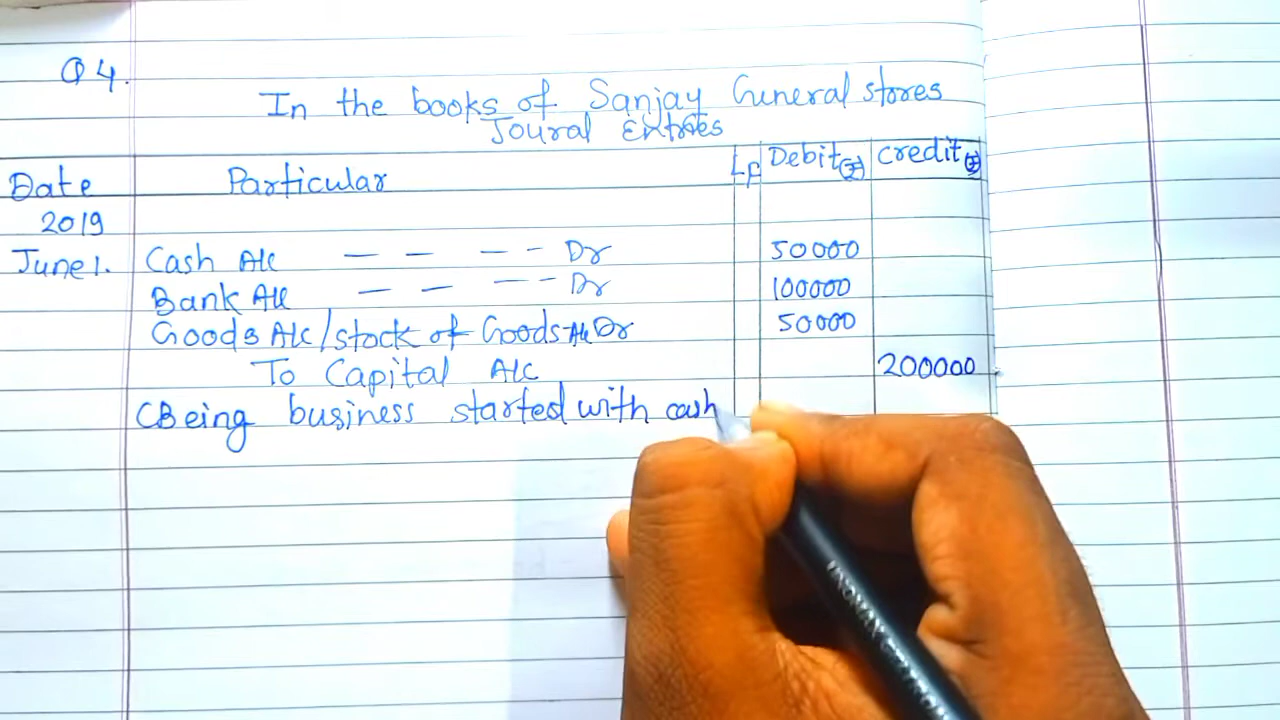 Q4.
In the books of Sanjay General stores
Joural Entries
Date Particular LF Debit(₹) credit(₹)
2019
June 1. Cash A/c — — — — Dr 50000
Bank A/c — — — — Dr 100000
Goods A/c/stock of Goods A/c Dr 50000
To Capital A/c 200000
(Being business started with cash